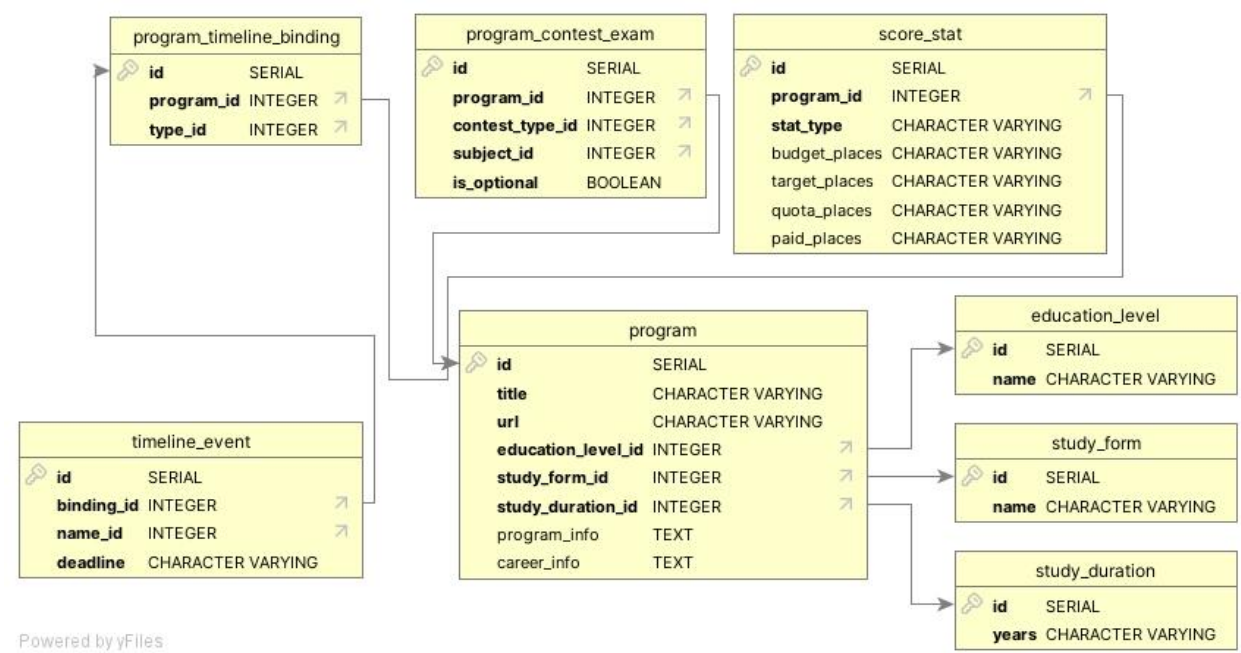 program_timeline_binding
id SERIAL
program_id INTEGER
type_id INTEGER
program_contest_exam
id SERIAL
program_id INTEGER
contest_type_id INTEGER
subject_id INTEGER
is_optional BOOLEAN
score_stat
id SERIAL
program_id INTEGER
stat_type CHARACTER VARYING
budget_places CHARACTER VARYING
target_places CHARACTER VARYING
quota_places CHARACTER VARYING
paid_places CHARACTER VARYING
timeline_event
id SERIAL
binding_id INTEGER
name_id INTEGER
deadline CHARACTER VARYING
program
id SERIAL
title CHARACTER VARYING
url CHARACTER VARYING
education_level_id INTEGER
study_form_id INTEGER
study_duration_id INTEGER
program_info TEXT
career_info TEXT
education_level
id SERIAL
name CHARACTER VARYING
study_form
id SERIAL
name CHARACTER VARYING
study_duration
id SERIAL
years CHARACTER VARYING
Powered by yFiles